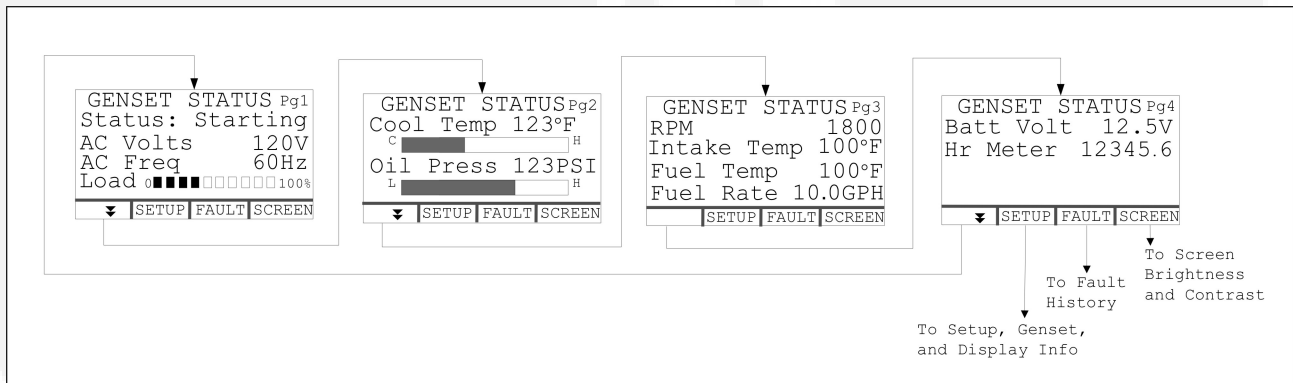 GENSET STATUS Pg1
Status: Starting
AC Volts 120V
AC Freq 60Hz
Load 0 100%
SETUP FAULT SCREEN
GENSET STATUS Pg2
Cool Temp 123°F
C H
Oil Press 123PSI
L H
SETUP FAULT SCREEN
GENSET STATUS Pg3
RPM 1800
Intake Temp 100°F
Fuel Temp 100°F
Fuel Rate 10.0GPH
SETUP FAULT SCREEN
GENSET STATUS Pg4
Batt Volt 12.5V
Hr Meter 12345.6
SETUP FAULT SCREEN
To Screen
Brightness
and Contrast
To Fault
History
To Setup, Genset,
and Display Info